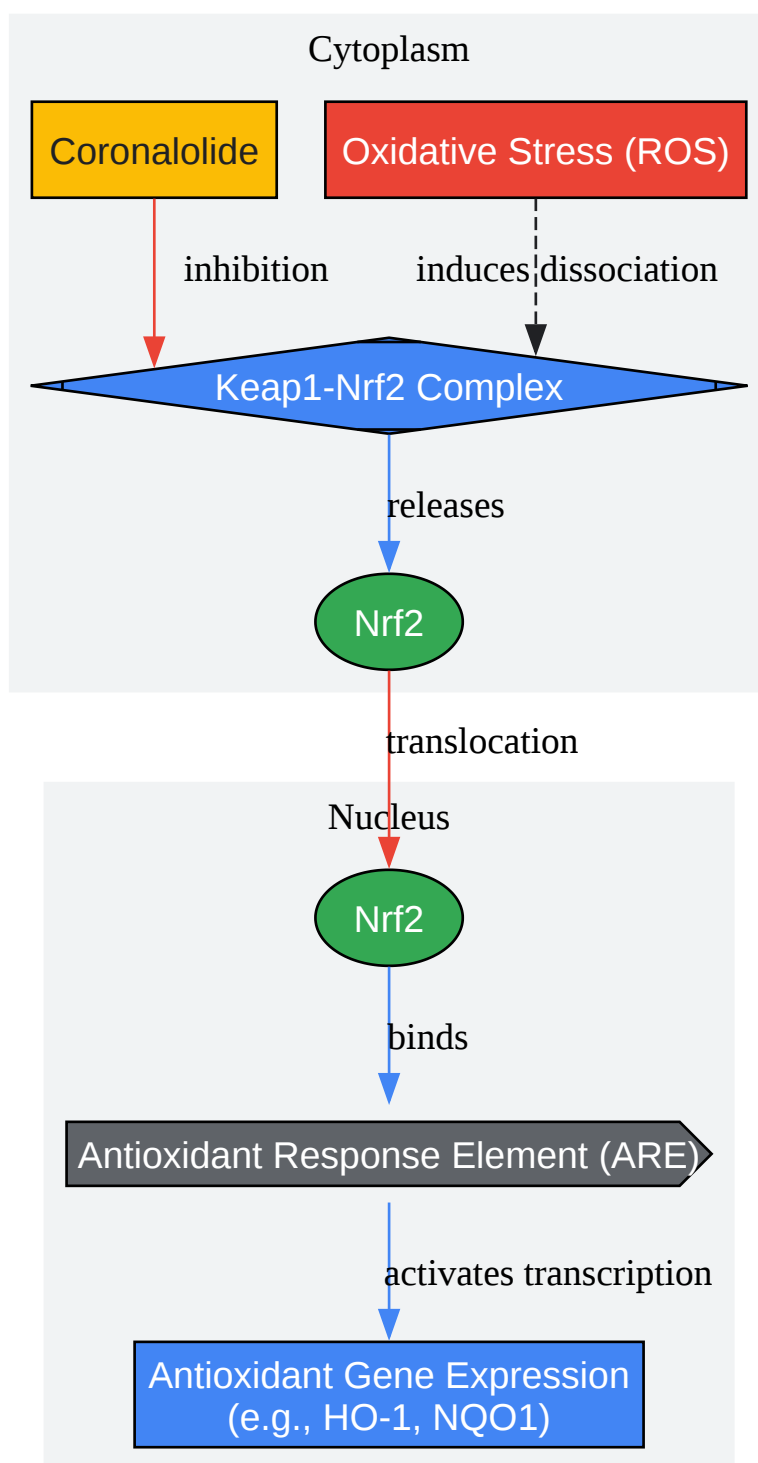 Cytoplasm
Coronalolide
Oxidative Stress (ROS)
inhibition
induces dissociation
Keap1-Nrf2 Complex
releases
Nrf2
translocation
Nucleus
Nrf2
binds
Antioxidant Response Element (ARE)
activates transcription
Antioxidant Gene Expression
(e.g., HO-1, NQO1)